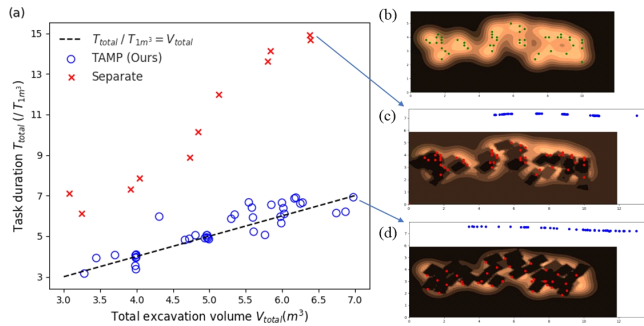 (a)
T_total / T_1m³ = V_total
TAMP (Ours)
Separate
Task duration T_total (/ T_1m³)
15
13
11
9
7
5
3
3.0 3.5 4.0 4.5 5.0 5.5 6.0 6.5 7.0
Total excavation volume V_total(m³)
(b)
(c)
(d)